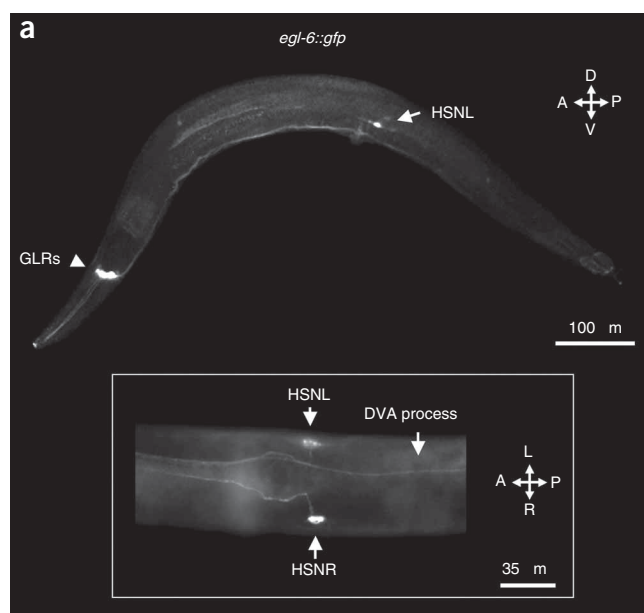 a
egl-6::gfp
HSNL
D
A P
V
GLRs
100 m
HSNL
DVA process
L
A P
R
HSNR
35 m